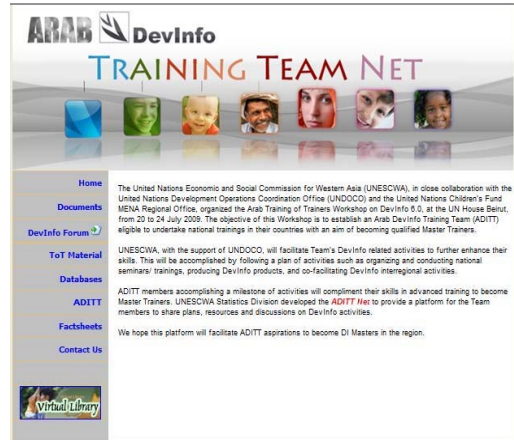 ARAB DevInfo
TRAINING TEAM NET
Home
Documents
DevInfo Forum
ToT Material
Databases
ADITT
Factsheets
Contact Us
Virtual Library
The United Nations Economic and Social Commission for Western Asia (UNESCWA), in close collaboration with the
United Nations Development Operations Coordination Office (UNDOCO) and the United Nations Children's Fund
MENA Regional Office, organized the Arab Training of Trainers Workshop on DevInfo 6.0, at the UN House Beirut,
from 20 to 24 July 2009. The objective of this Workshop is to establish an Arab DevInfo Training Team (ADITT)
eligible to undertake national trainings in their countries with an aim of becoming qualified Master Trainers.
UNESCWA, with the support of UNDOCO, will facilitate Team's DevInfo related activities to further enhance their
skills. This will be accomplished by following a plan of activities such as organizing and conducting national
seminars/ trainings, producing DevInfo products, and co-facilitating DevInfo interregional activities.
ADITT members accomplishing a milestone of activities will compliment their skills in advanced training to become
Master Trainers. UNESCWA Statistics Division developed the ADITT Net to provide a platform for the Team
members to share plans, resources and discussions on DevInfo activities.
We hope this platform will facilitate ADITT aspirations to become DI Masters in the region.